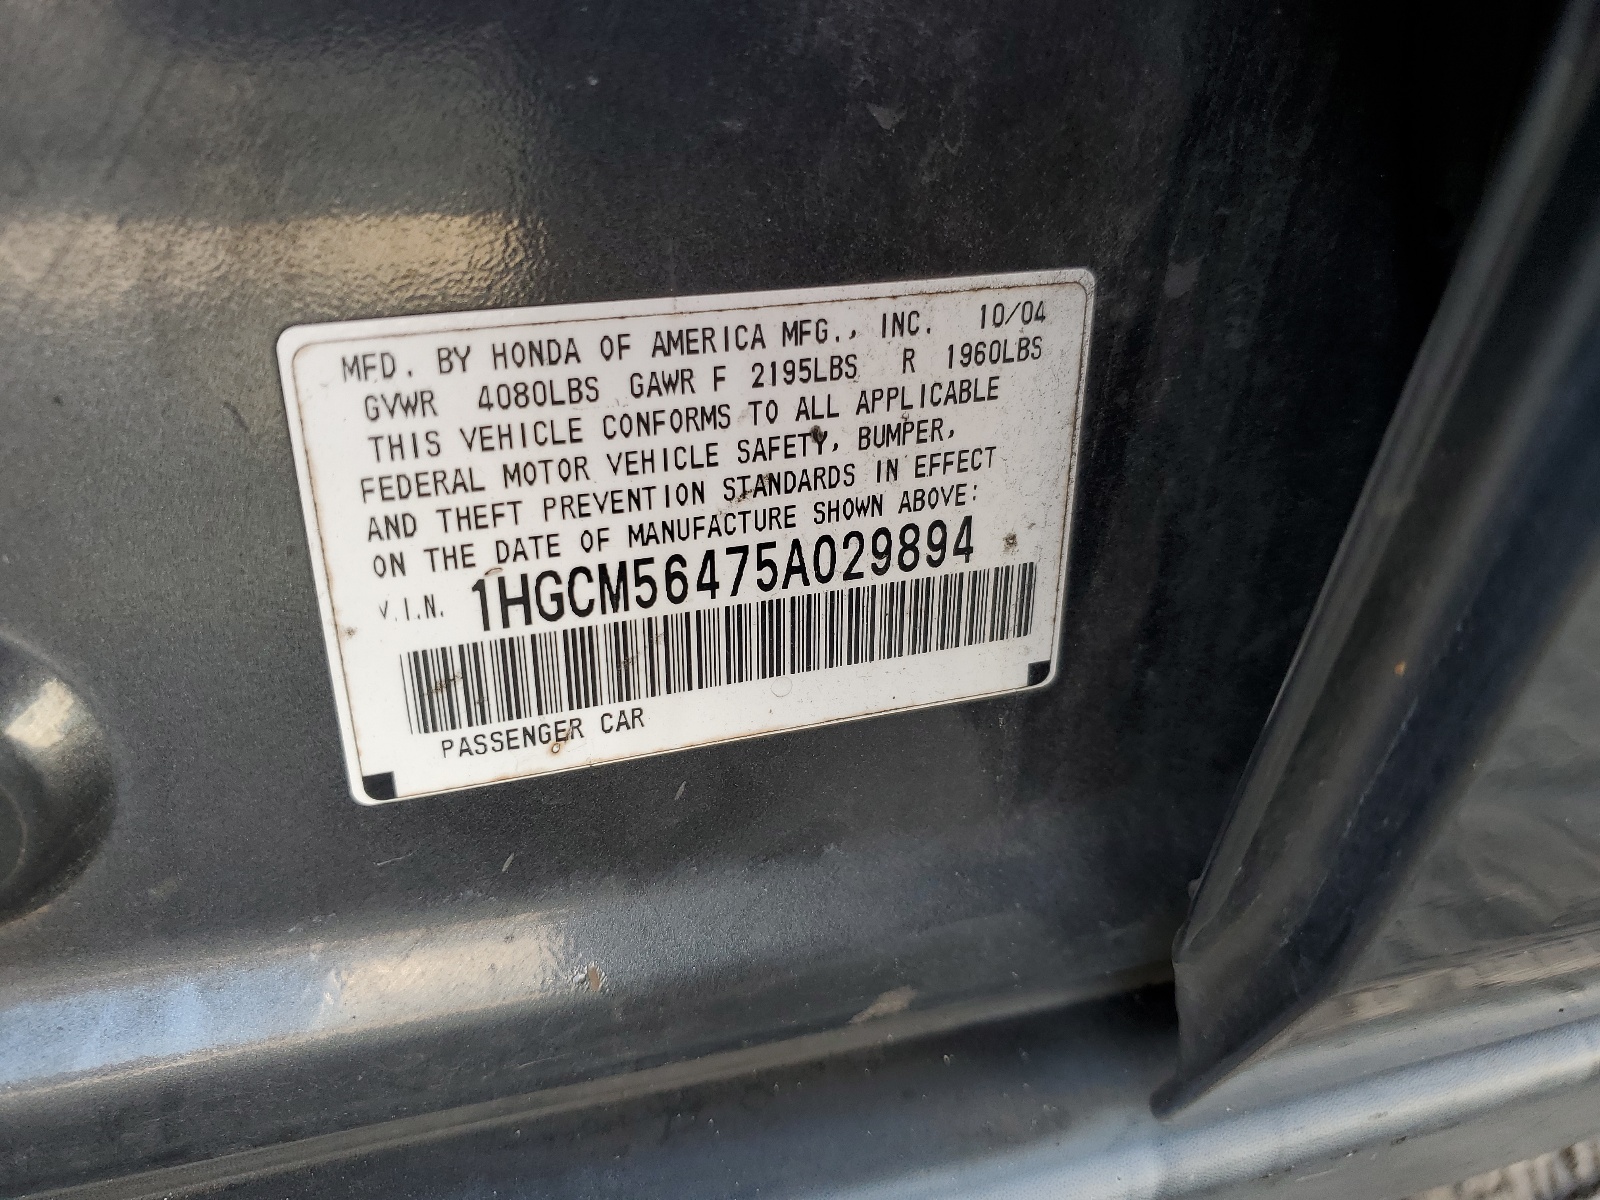 MFD. BY HONDA OF AMERICA MFG., INC. 10/04
GVWR 4080LBS GAWR F 2195LBS R 1960LBS
THIS VEHICLE CONFORMS TO ALL APPLICABLE
FEDERAL MOTOR VEHICLE SAFETY, BUMPER,
AND THEFT PREVENTION STANDARDS IN EFFECT
ON THE DATE OF MANUFACTURE SHOWN ABOVE:
V.I.N. 1HGCM56475A029894
PASSENGER CAR